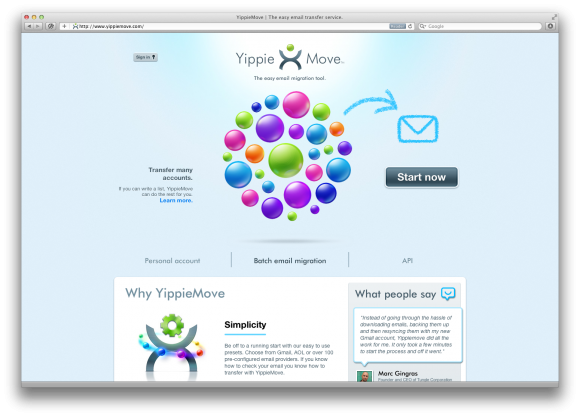 YippieMove | The easy email transfer service.
http://www.yippiemove.com/
Google
Sign in
Yippie Move
The easy email migration tool.
Transfer many
accounts.
If you can write a list, YippieMove
can do the rest for you.
Learn more.
Start now
Personal account
Batch email migration
API
Why YippieMove
Simplicity
Be off to a running start with our easy to use
presets. Choose from Gmail, AOL or over 100
pre-configured email providers. If you know
how to check your email you know how to
transfer with YippieMove.
What people say
"Instead of going through the hassle of
downloading emails, backing them up
and then resyncing them with my new
Gmail account, Yippiemove did all the
work for me. It only took a few minutes
to start the process and off it went."
Marc Gingras
Founder and CEO of Tungle Corporation